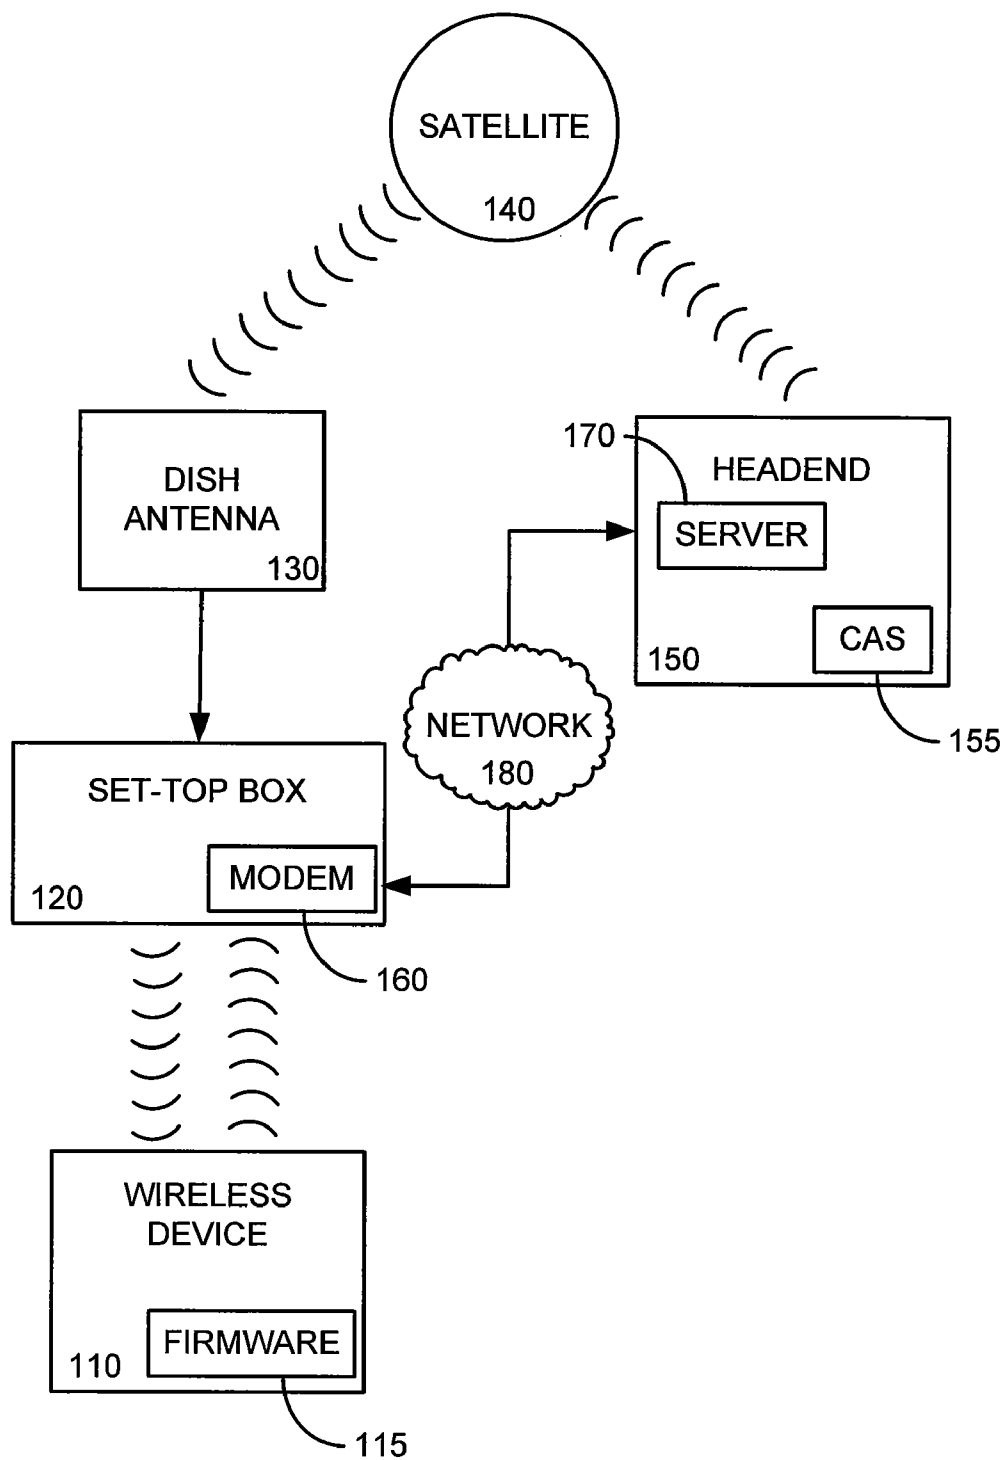 SATELLITE
140
DISH
ANTENNA
130
170
HEADEND
SERVER
CAS
150
155
NETWORK
180
SET-TOP BOX
MODEM
120
160
WIRELESS
DEVICE
FIRMWARE
110
115